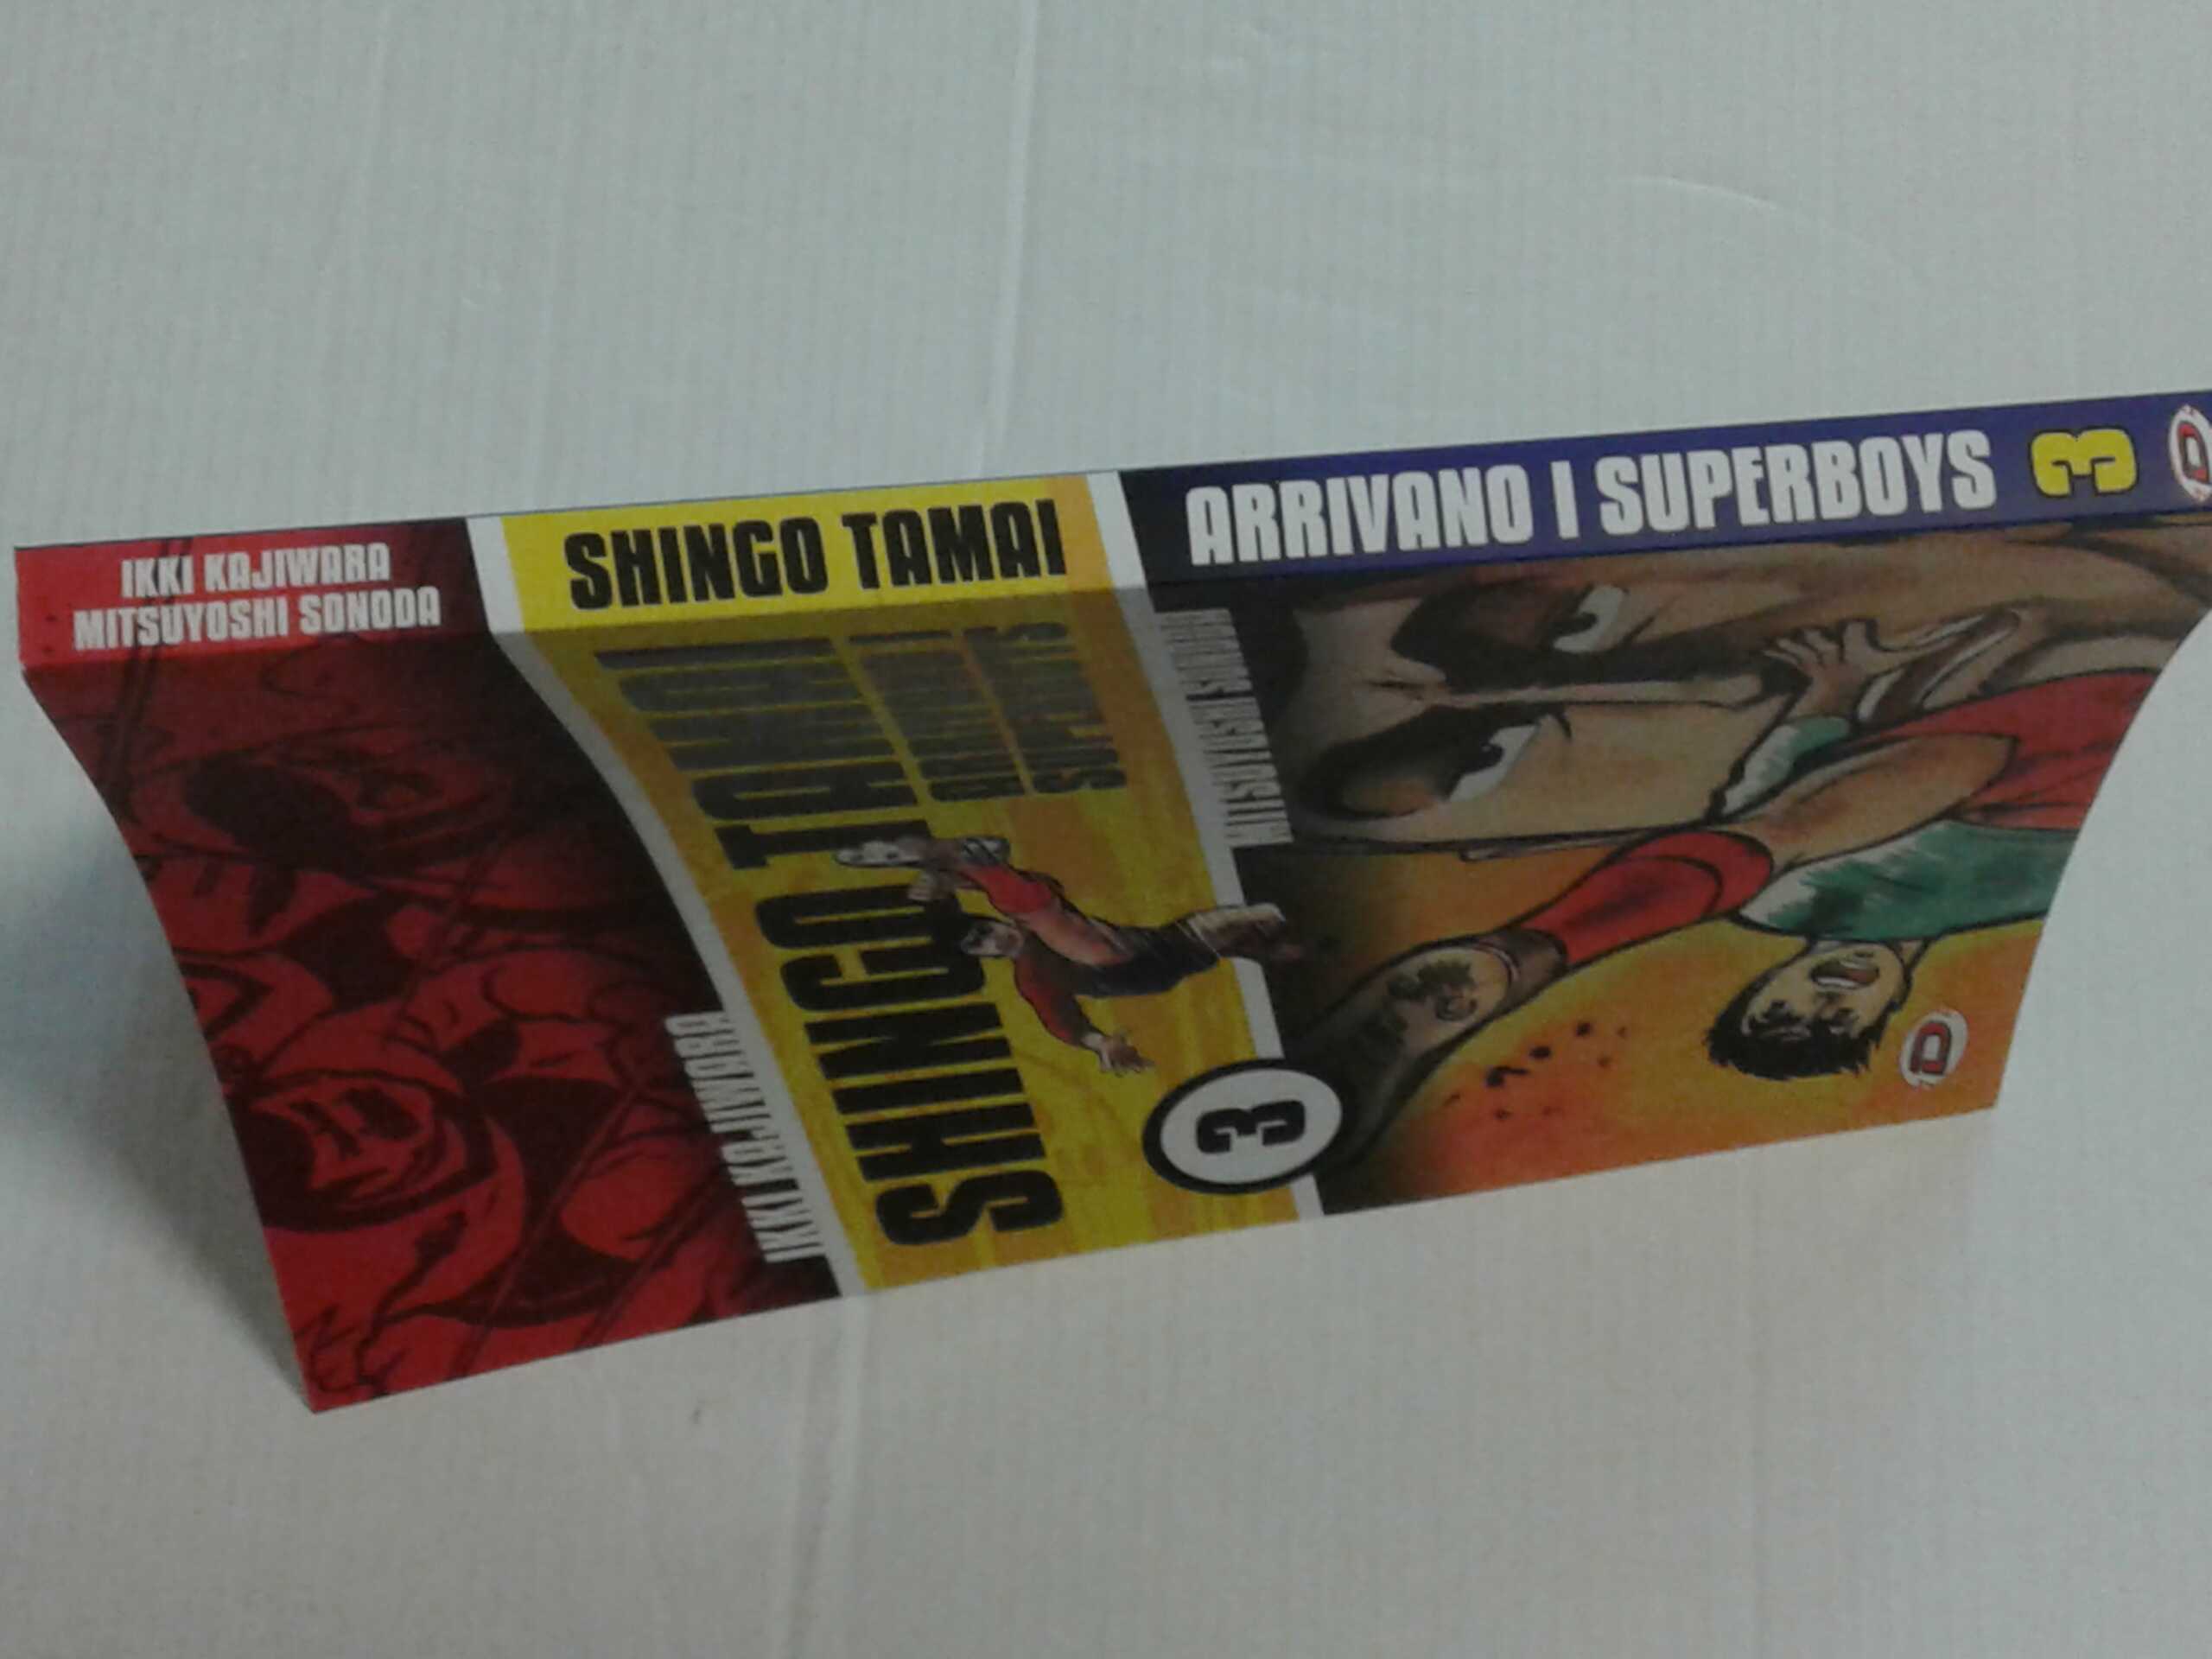 IKKI KAJIWARA
MITSUYOSHI SONODA
SHINGO TAMAI
ARRIVANO I SUPERBOYS
3
D
IKKI KAJIWARA
MITSUYOSHI SONODA
SHINGO TAMAI
3
D